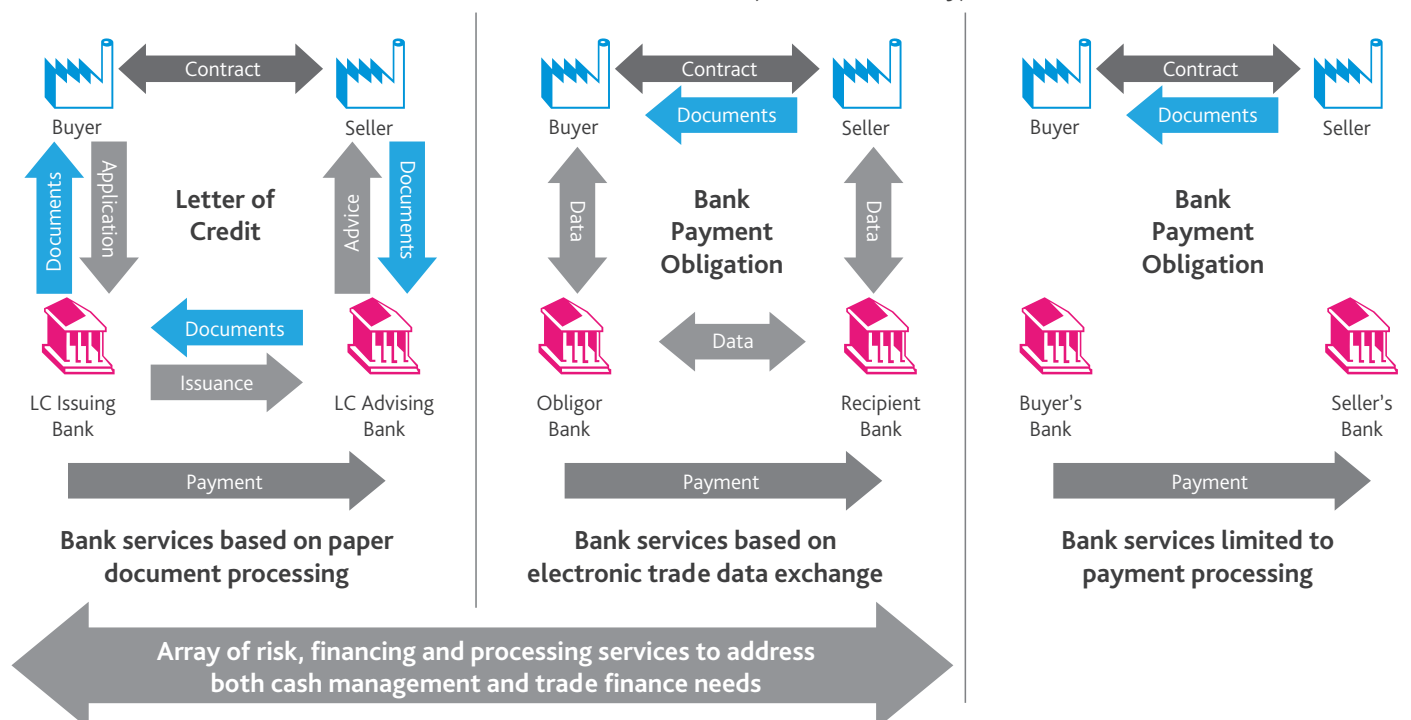 Contract
Buyer
Seller
Documents
Application
Letter of
Credit
Advice
Documents
Documents
Issuance
LC Issuing
Bank
LC Advising
Bank
Payment
Bank services based on paper
document processing
Contract
Documents
Buyer
Seller
Data
Bank
Payment
Obligation
Data
Data
Obligor
Bank
Recipient
Bank
Payment
Bank services based on
electronic trade data exchange
Contract
Documents
Buyer
Seller
Bank
Payment
Obligation
Buyer's
Bank
Seller's
Bank
Payment
Bank services limited to
payment processing
Array of risk, financing and processing services to address
both cash management and trade finance needs